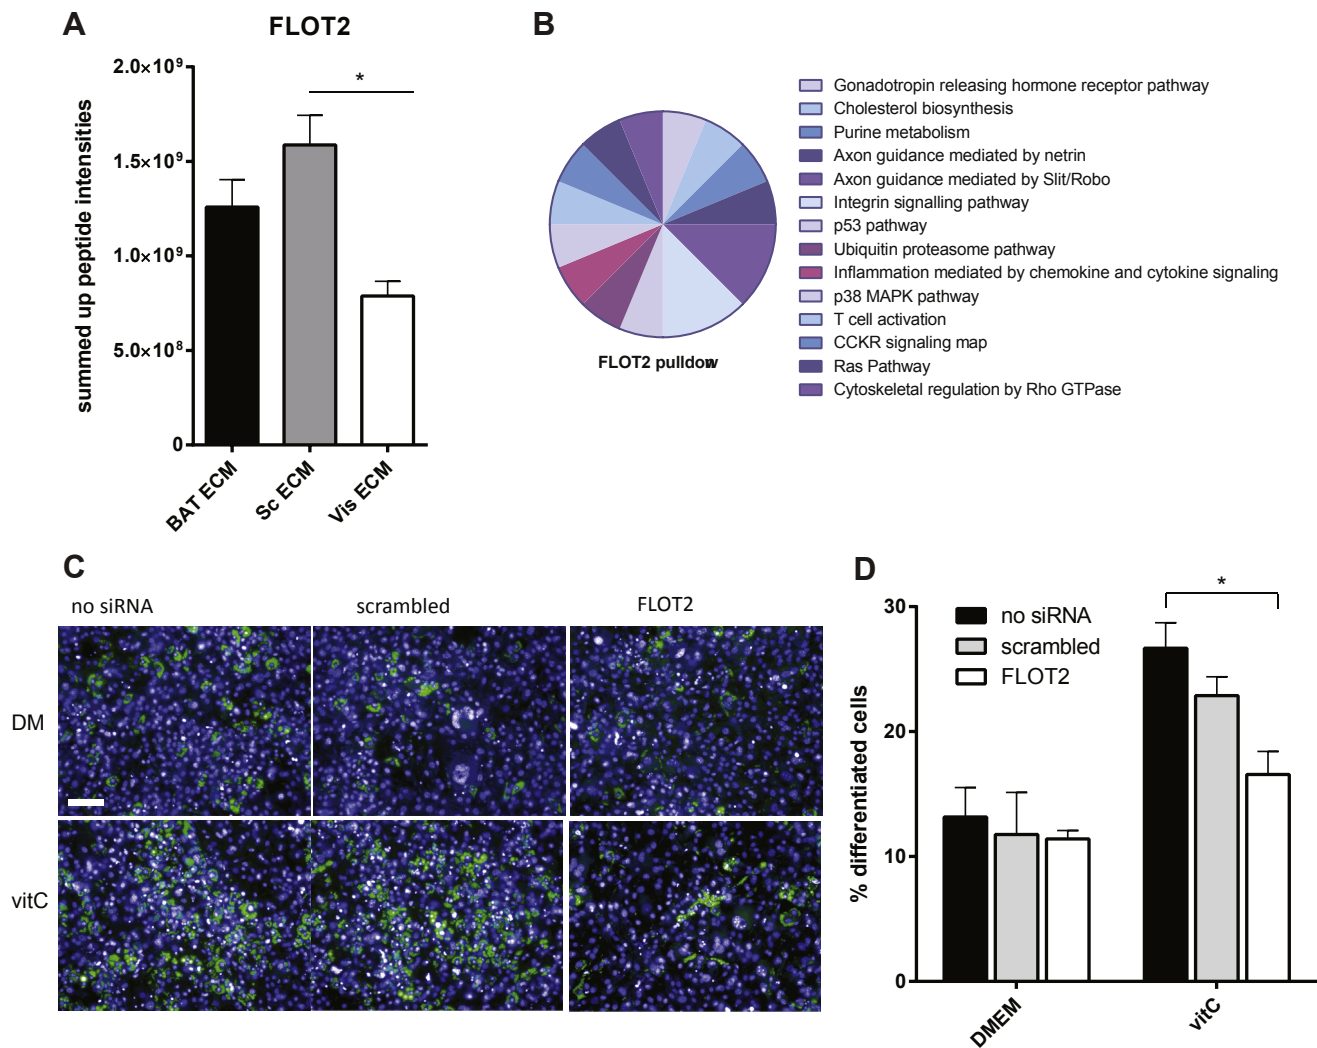 A
FLOT2
summed up peptide intensities
2.0×10⁹
*
1.5×10⁹
1.0×10⁹
5.0×10⁸
0
BAT ECM
Sc ECM
Vis ECM
B
FLOT2 pulldow
Gonadotropin releasing hormone receptor pathway
Cholesterol biosynthesis
Purine metabolism
Axon guidance mediated by netrin
Axon guidance mediated by Slit/Robo
Integrin signalling pathway
p53 pathway
Ubiquitin proteasome pathway
Inflammation mediated by chemokine and cytokine signaling
p38 MAPK pathway
T cell activation
CCKR signaling map
Ras Pathway
Cytoskeletal regulation by Rho GTPase
C
no siRNA
scrambled
FLOT2
DM
vitC
D
*
% differentiated cells
30
20
10
0
no siRNA
scrambled
FLOT2
DMEM
vitC